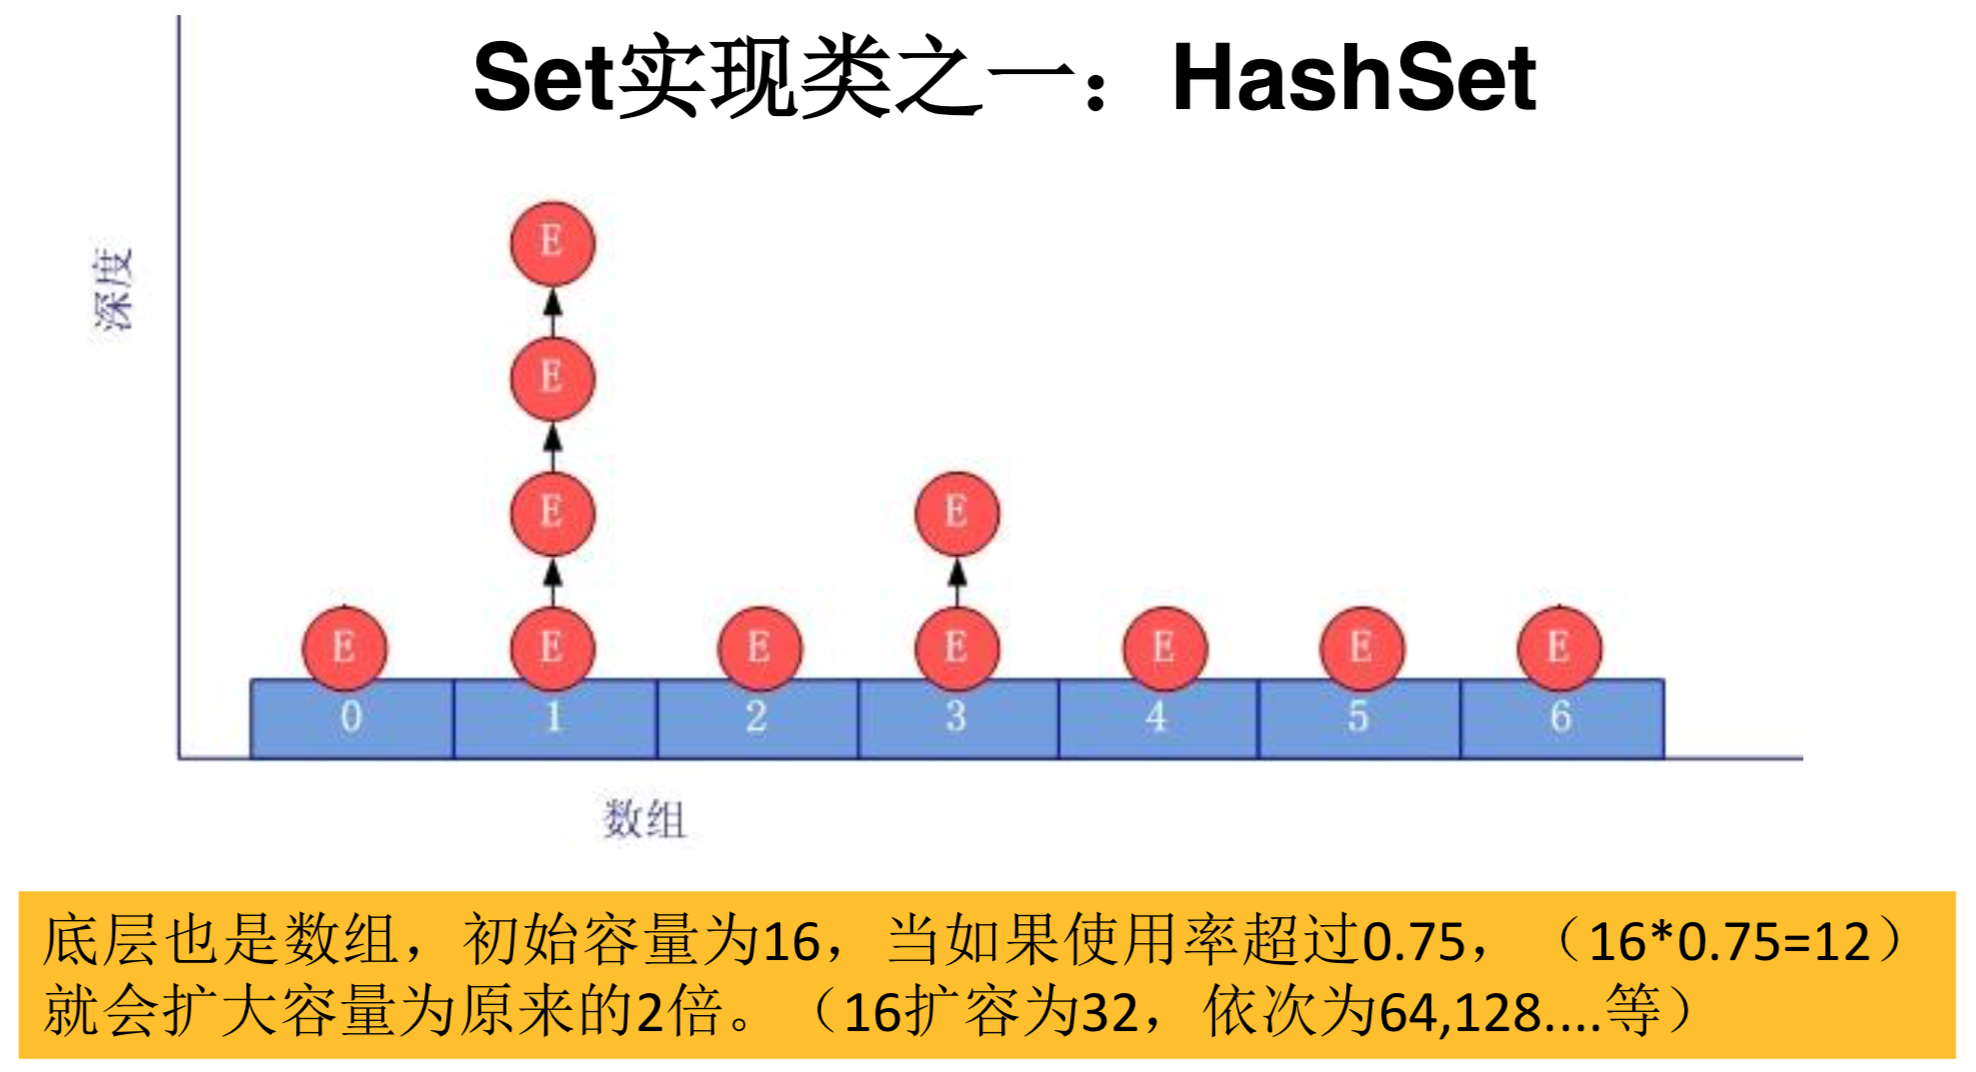 Set实现类之一：HashSet
深度
E
E
E
E
E
E
E
E
E
E
E
0
1
2
3
4
5
6
数组
底层也是数组，初始容量为16，当如果使用率超过0.75，（16*0.75=12）
就会扩大容量为原来的2倍。（16扩容为32，依次为64,128....等）